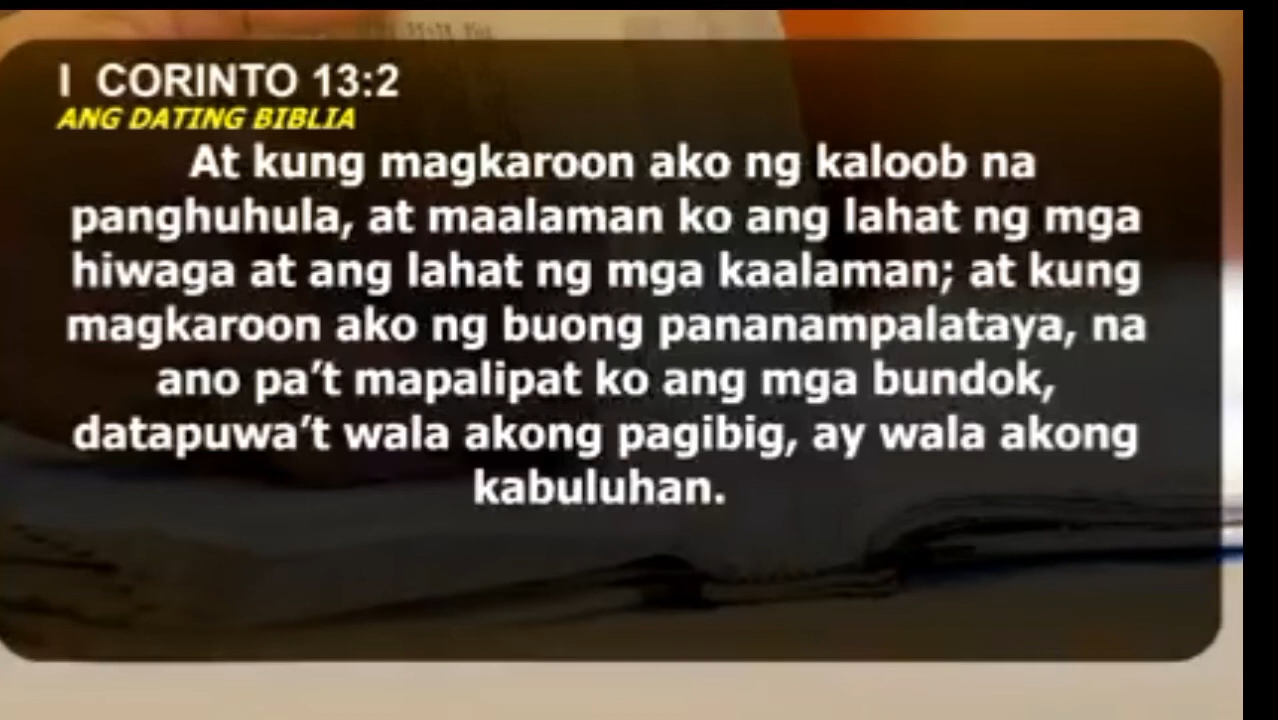 I CORINTO 13:2
ANG DATING BIBLIA
At kung magkaroon ako ng kaloob na
panghuhula, at maalaman ko ang lahat ng mga
hiwaga at ang lahat ng mga kaalaman; at kung
magkaroon ako ng buong pananampalataya, na
ano pa’t mapalipat ko ang mga bundok,
datapuwa’t wala akong pagibig, ay wala akong
kabuluhan.